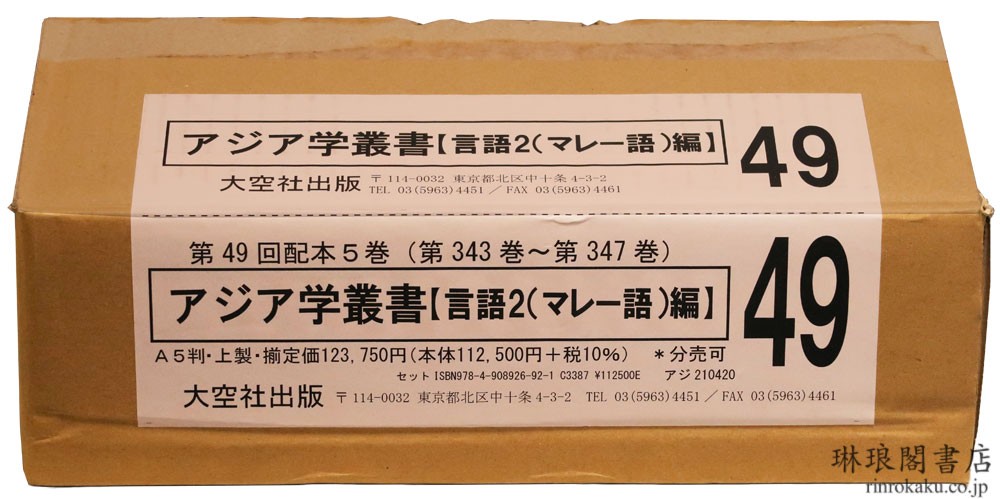 アジア学叢書【言語2(マレー語)編】 49
大空社出版 〒114-0032 東京都北区中十条 4-3-2
TEL 03(5963)4451／FAX 03(5963)4461
第49回配本5巻（第343巻～第347巻）
アジア学叢書【言語2(マレー語)編】 49
A5判・上製・揃定価123,750円(本体112,500円＋税10%) ＊分売可
セット ISBN978-4-908926-92-1 C3387 ¥112500E アジ 210420
大空社出版 〒114-0032 東京都北区中十条 4-3-2 TEL 03(5963)4451／FAX 03(5963)4461
琳琅閣書店
rinrokaku.co.jp